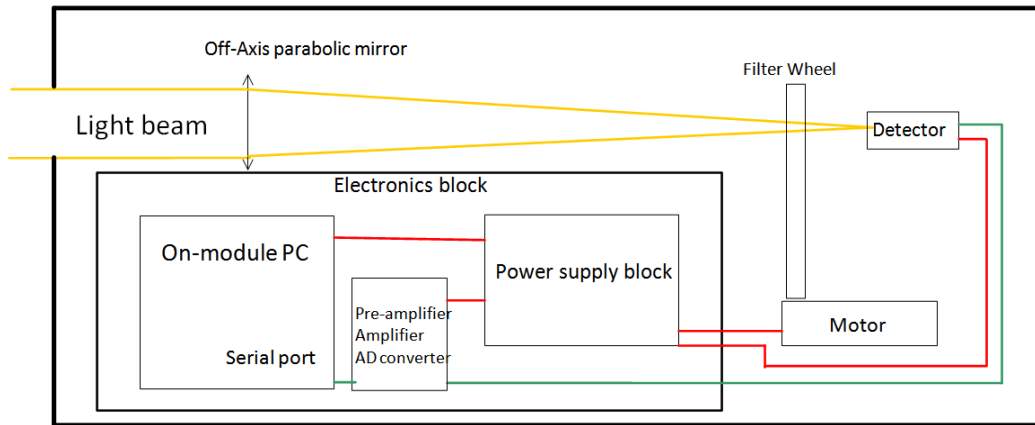 Off-Axis parabolic mirror
Filter Wheel
Light beam
Detector
Electronics block
On-module PC
Power supply block
Pre-amplifier
Amplifier
AD converter
Motor
Serial port